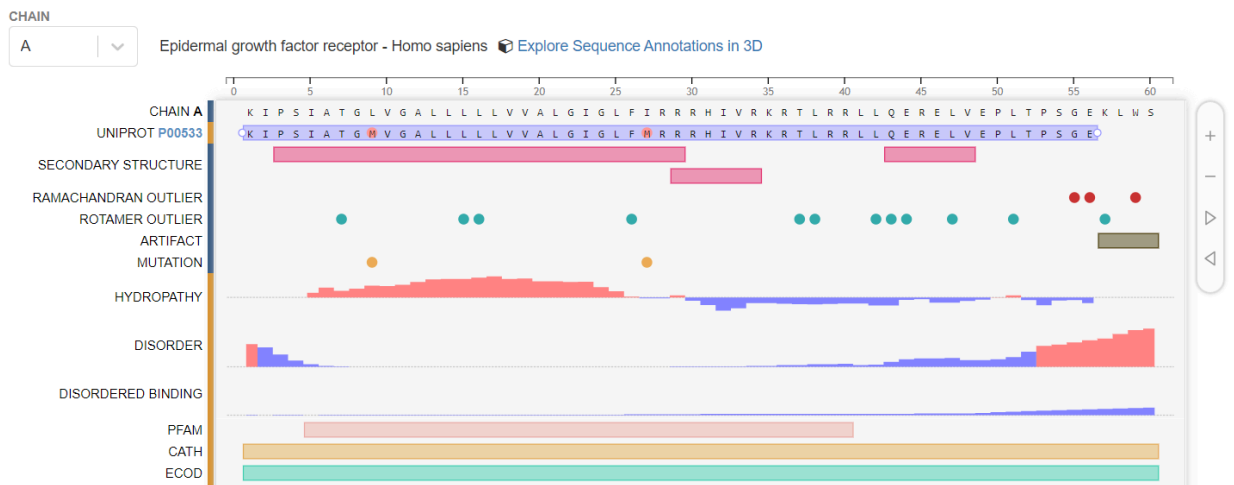 CHAIN
A
Epidermal growth factor receptor - Homo sapiens Explore Sequence Annotations in 3D
0 5 10 15 20 25 30 35 40 45 50 55 60
CHAIN A K I P S I A T G L V G A L L L L L V V A L G I G L F I R R R H I V R K R T L R R L L Q E R E L V E P L T P S G E K L W S
UNIPROT P00533 K I P S I A T G M V G A L L L L L V V A L G I G L F M R R R H I V R K R T L R R L L Q E R E L V E P L T P S G E
SECONDARY STRUCTURE
RAMACHANDRAN OUTLIER
ROTAMER OUTLIER
ARTIFACT
MUTATION
HYDROPATHY
DISORDER
DISORDERED BINDING
PFAM
CATH
ECOD